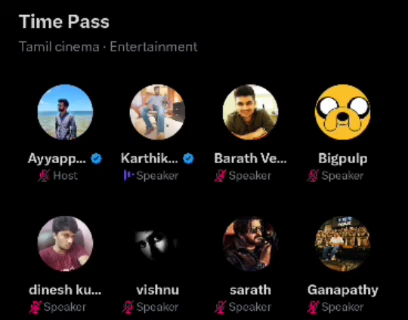 Time Pass
Tamil cinema · Entertainment
Ayyapp... Karthik... Barath Ve... Bigpulp
Host Speaker Speaker Speaker
dinesh ku... vishnu sarath Ganapathy
Speaker Speaker Speaker Speaker